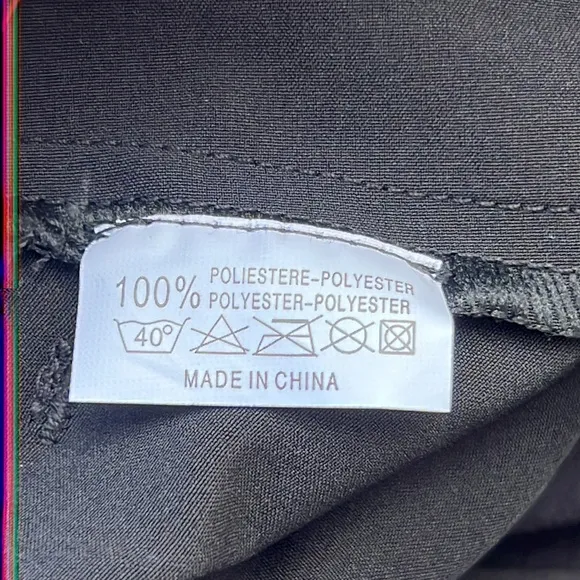 100% POLIESTERE-POLYESTER
POLYESTER-POLYESTER
40°
MADE IN CHINA